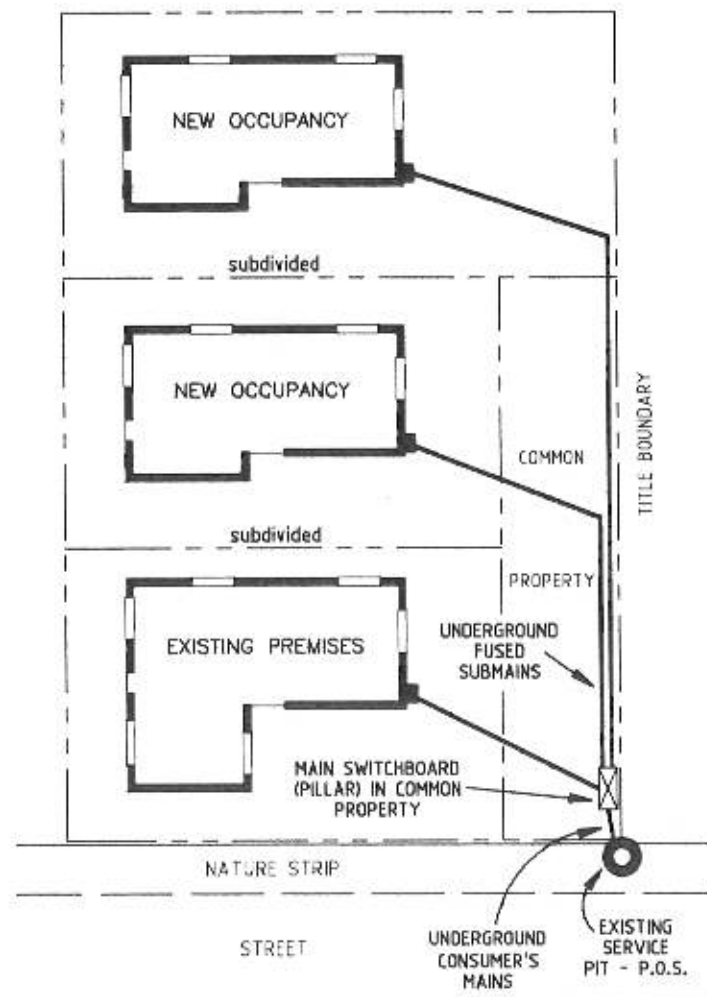 NEW OCCUPANCY
subdivided
NEW OCCUPANCY
COMMON
TITLE BOUNDARY
subdivided
PROPERTY
EXISTING PREMISES
UNDERGROUND
FUSED
SUBMAINS
MAIN SWITCHBOARD
(PILLAR) IN COMMON
PROPERTY
NATURE STRIP
STREET
UNDERGROUND
CONSUMER'S
MAINS
EXISTING
SERVICE
PIT - P.O.S.